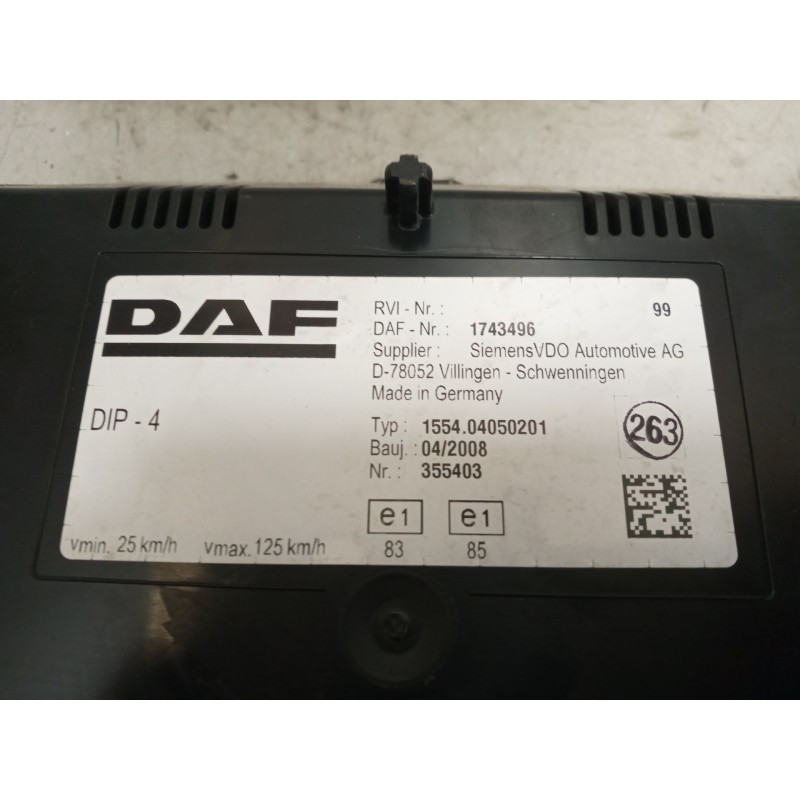 DAF
RVI - Nr. : 99
DAF - Nr. : 1743496
Supplier : SiemensVDO Automotive AG
D-78052 Villingen - Schwenningen
Made in Germany
DIP - 4
Typ : 1554.04050201
Bauj. : 04/2008
Nr. : 355403
263
e1 e1
83 85
vmin. 25 km/h vmax. 125 km/h